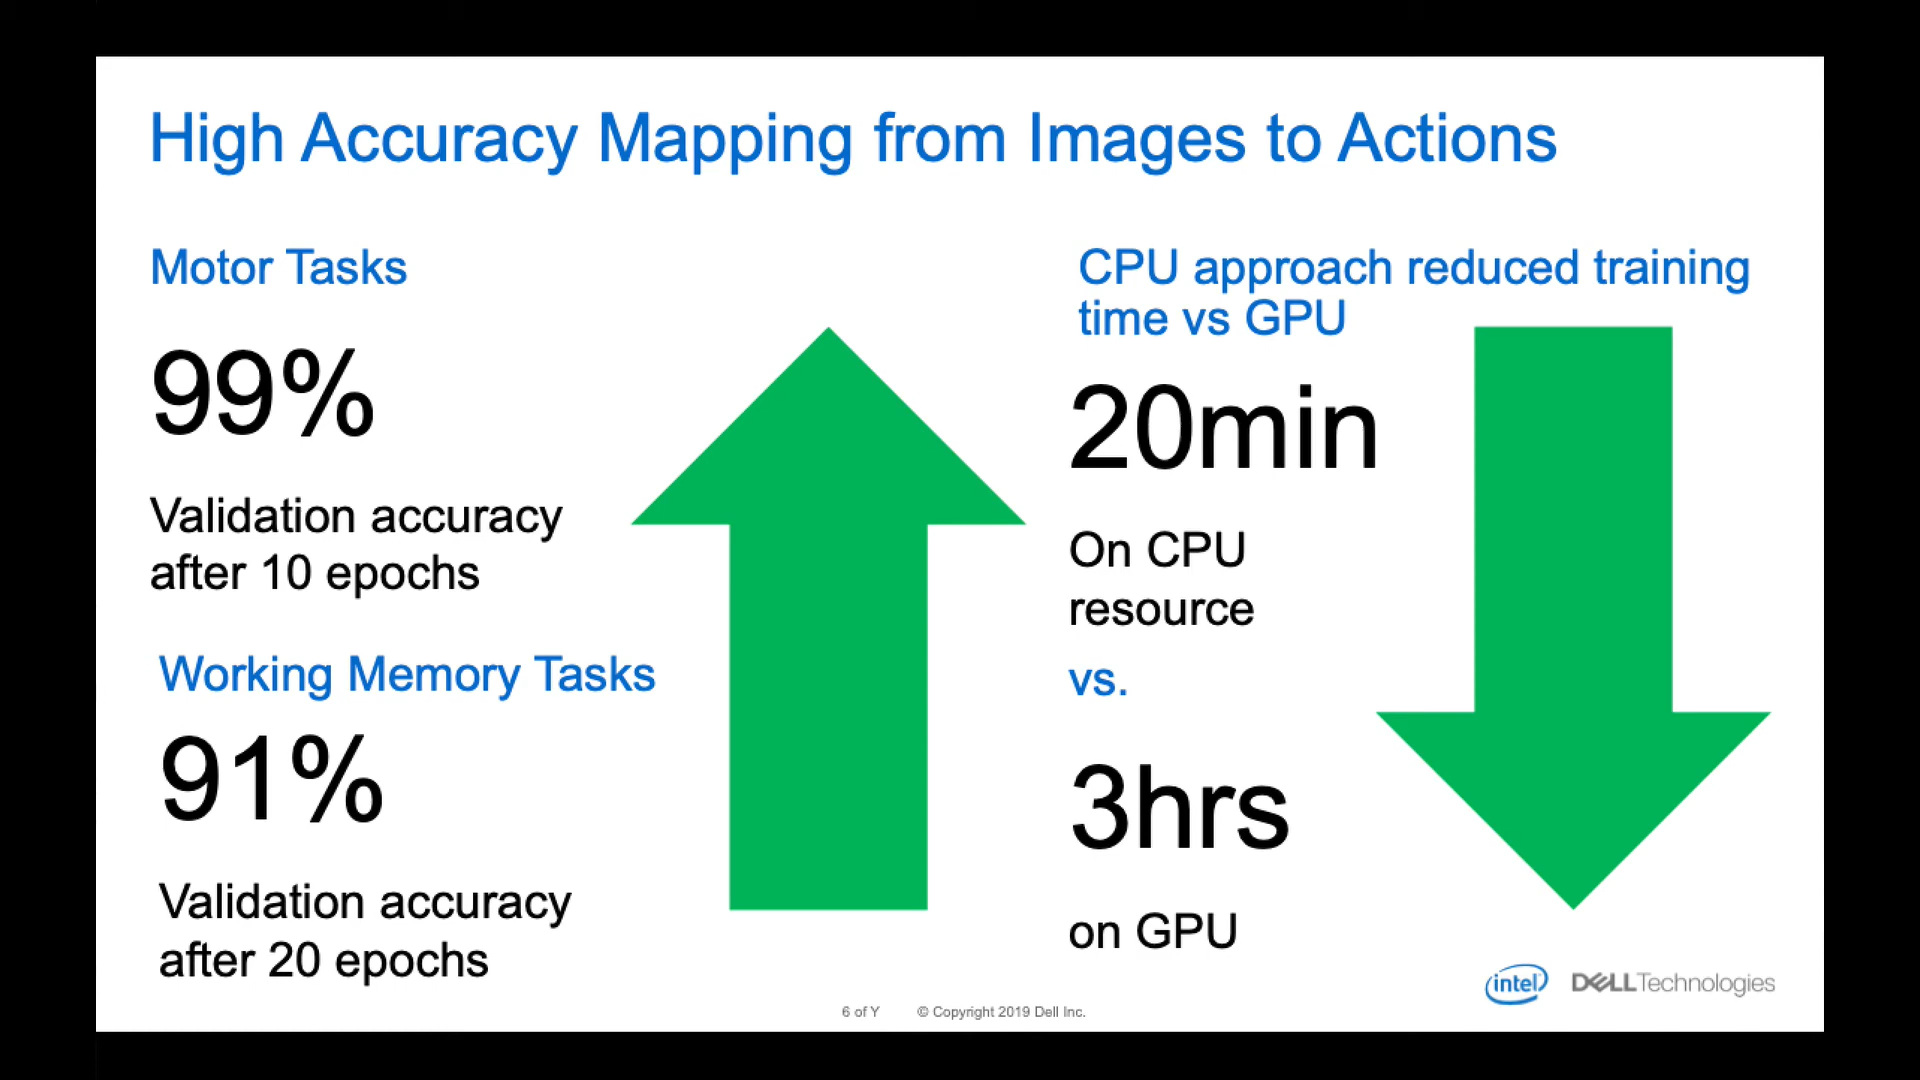 High Accuracy Mapping from Images to Actions
Motor Tasks
99%
Validation accuracy
after 10 epochs
Working Memory Tasks
91%
Validation accuracy
after 20 epochs
CPU approach reduced training
time vs GPU
20min
On CPU
resource
vs.
3hrs
on GPU
intel DELLTechnologies
6 of Y © Copyright 2019 Dell Inc.